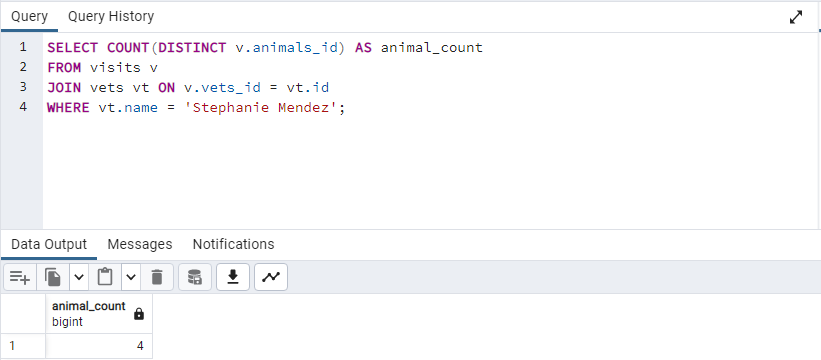 Query Query History
1 SELECT COUNT(DISTINCT v.animals_id) AS animal_count
2 FROM visits v
3 JOIN vets vt ON v.vets_id = vt.id
4 WHERE vt.name = 'Stephanie Mendez';
Data Output Messages Notifications
animal_count
bigint
1 4